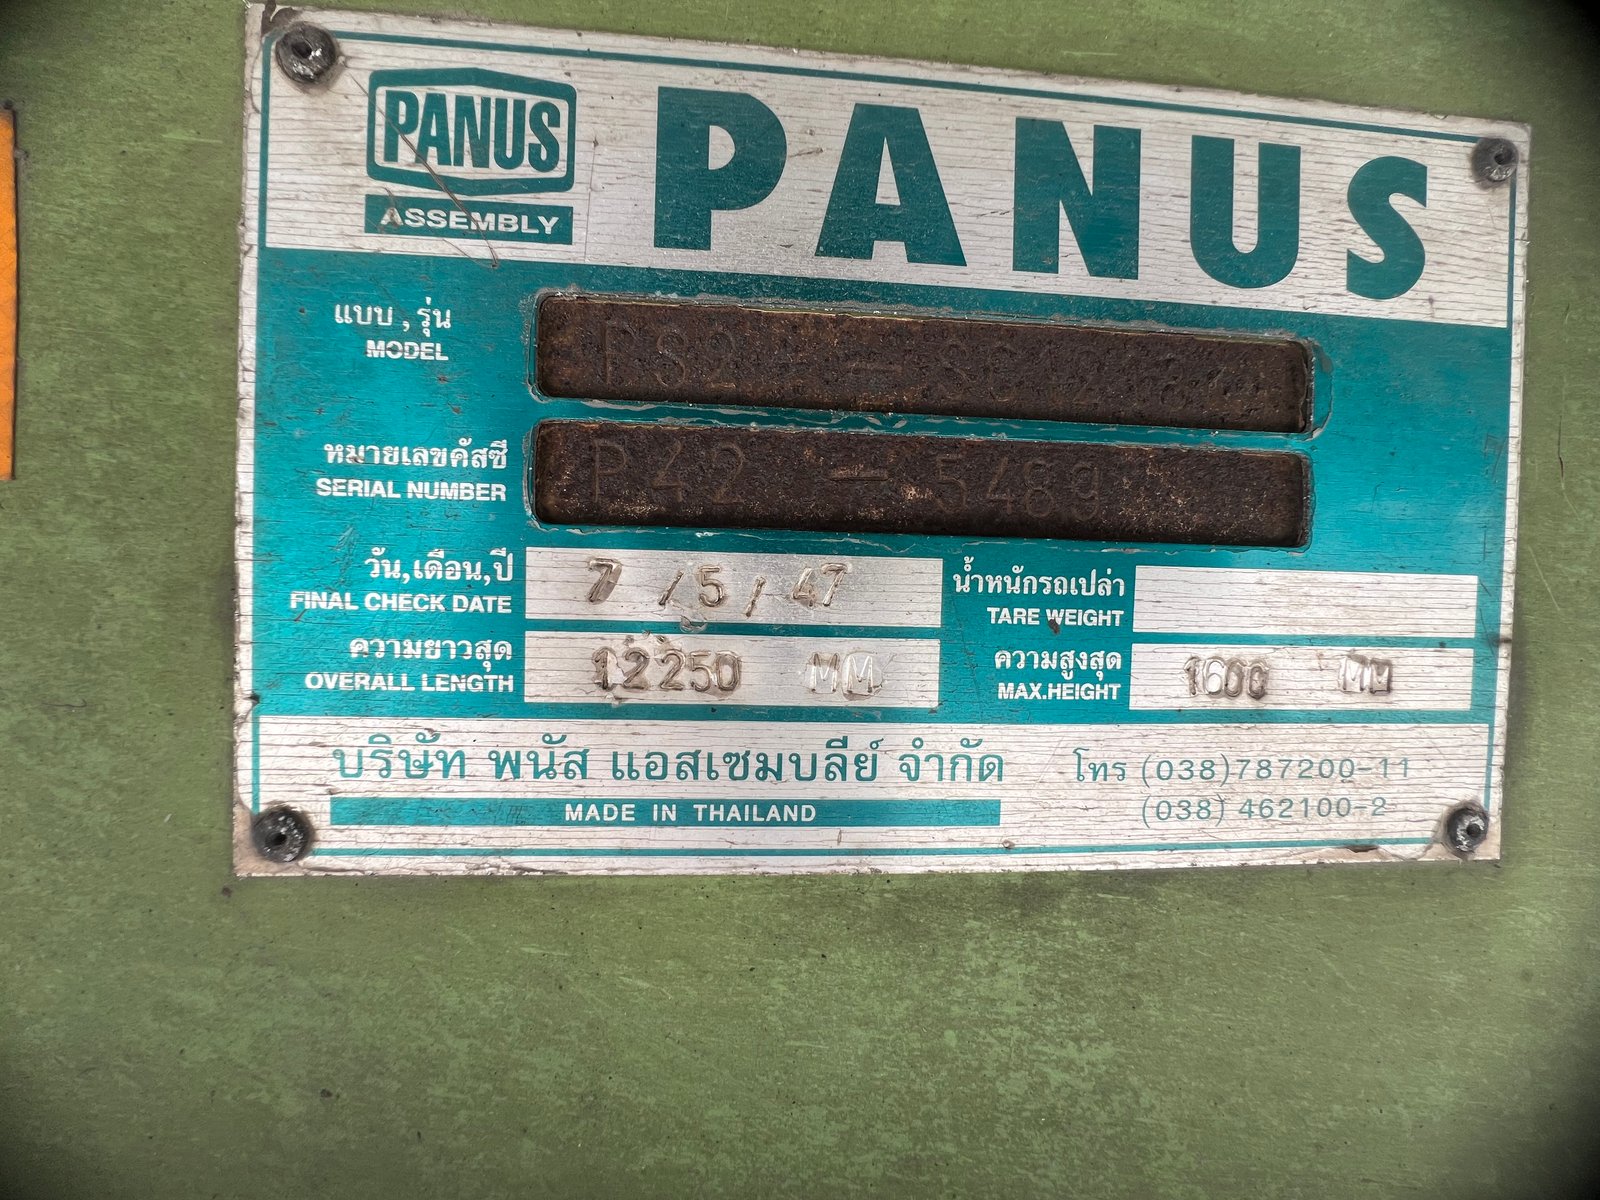 PANUS
ASSEMBLY
PANUS
แบบ , รุ่น
MODEL
หมายเลขคัสซี
SERIAL NUMBER P42 - 5489
วัน,เดือน,ปี
FINAL CHECK DATE 7 / 5 / 47
น้ำหนักรถเปล่า
TARE WEIGHT
ความยาวสุด
OVERALL LENGTH 12250 MM
ความสูงสุด
MAX.HEIGHT 1600 MM
บริษัท พนัส แอสเซมบลีย์ จำกัด
MADE IN THAILAND
โทร (038)787200-11
(038) 462100-2